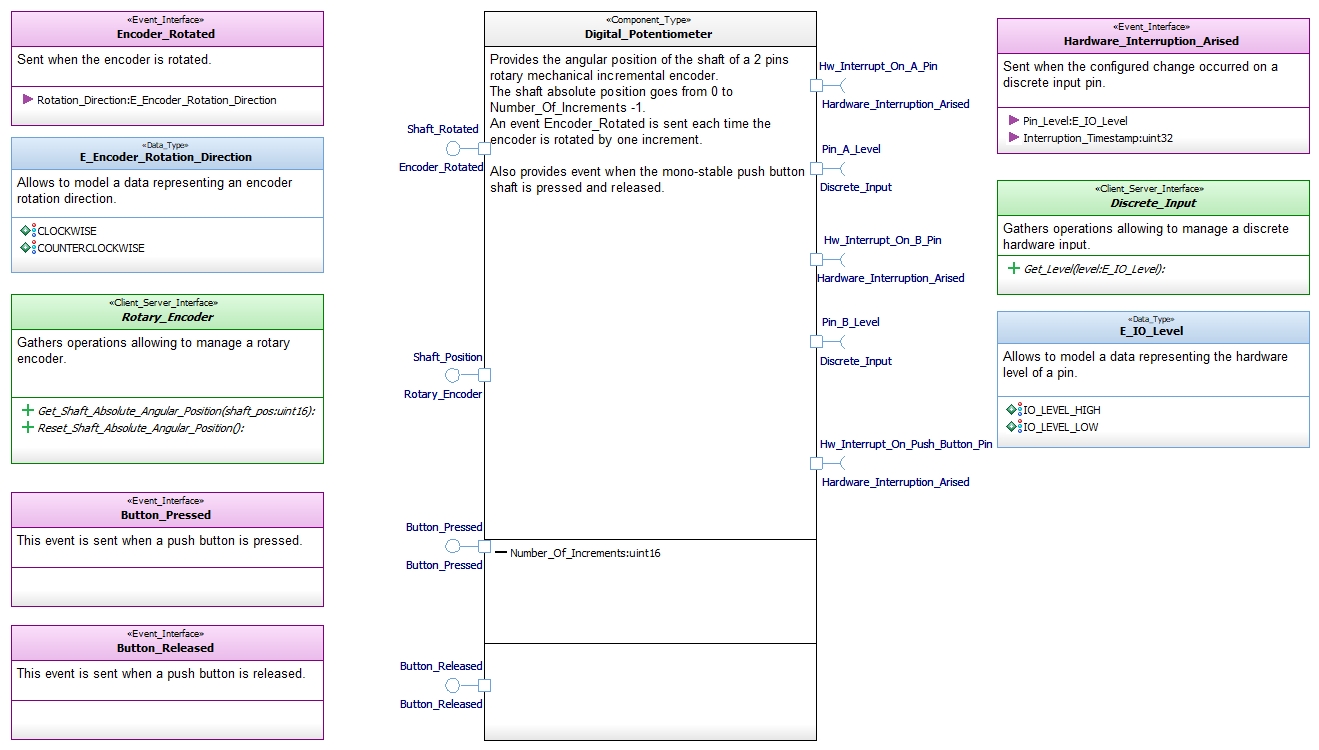 «Event_Interface»
Encoder_Rotated
Sent when the encoder is rotated.
Rotation_Direction:E_Encoder_Rotation_Direction
«Data_Type»
E_Encoder_Rotation_Direction
Allows to model a data representing an encoder
rotation direction.
CLOCKWISE
COUNTERCLOCKWISE
«Client_Server_Interface»
Rotary_Encoder
Gathers operations allowing to manage a rotary
encoder.
Get_Shaft_Absolute_Angular_Position(shaft_pos:uint16):
Reset_Shaft_Absolute_Angular_Position():
«Event_Interface»
Button_Pressed
This event is sent when a push button is pressed.
«Event_Interface»
Button_Released
This event is sent when a push button is released.
Shaft_Rotated
Encoder_Rotated
Shaft_Position
Rotary_Encoder
Button_Pressed
Button_Pressed
Button_Released
Button_Released
«Component_Type»
Digital_Potentiometer
Provides the angular position of the shaft of a 2 pins
rotary mechanical incremental encoder.
The shaft absolute position goes from 0 to
Number_Of_Increments -1.
An event Encoder_Rotated is sent each time the
encoder is rotated by one increment.
Also provides event when the mono-stable push button
shaft is pressed and released.
Number_Of_Increments:uint16
Hw_Interrupt_On_A_Pin
Hardware_Interruption_Arised
Pin_A_Level
Discrete_Input
Hw_Interrupt_On_B_Pin
Hardware_Interruption_Arised
Pin_B_Level
Discrete_Input
Hw_Interrupt_On_Push_Button_Pin
Hardware_Interruption_Arised
«Event_Interface»
Hardware_Interruption_Arised
Sent when the configured change occurred on a
discrete input pin.
Pin_Level:E_IO_Level
Interruption_Timestamp:uint32
«Client_Server_Interface»
Discrete_Input
Gathers operations allowing to manage a discrete
hardware input.
Get_Level(level:E_IO_Level):
«Data_Type»
E_IO_Level
Allows to model a data representing the hardware
level of a pin.
IO_LEVEL_HIGH
IO_LEVEL_LOW